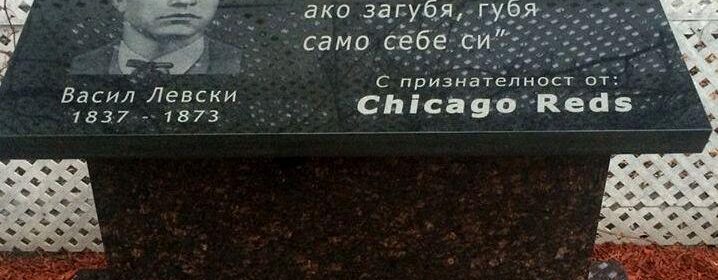 ако загубя, губя
само себе си"
Васил Левски
1837 - 1873
С признателност от:
Chicago Reds